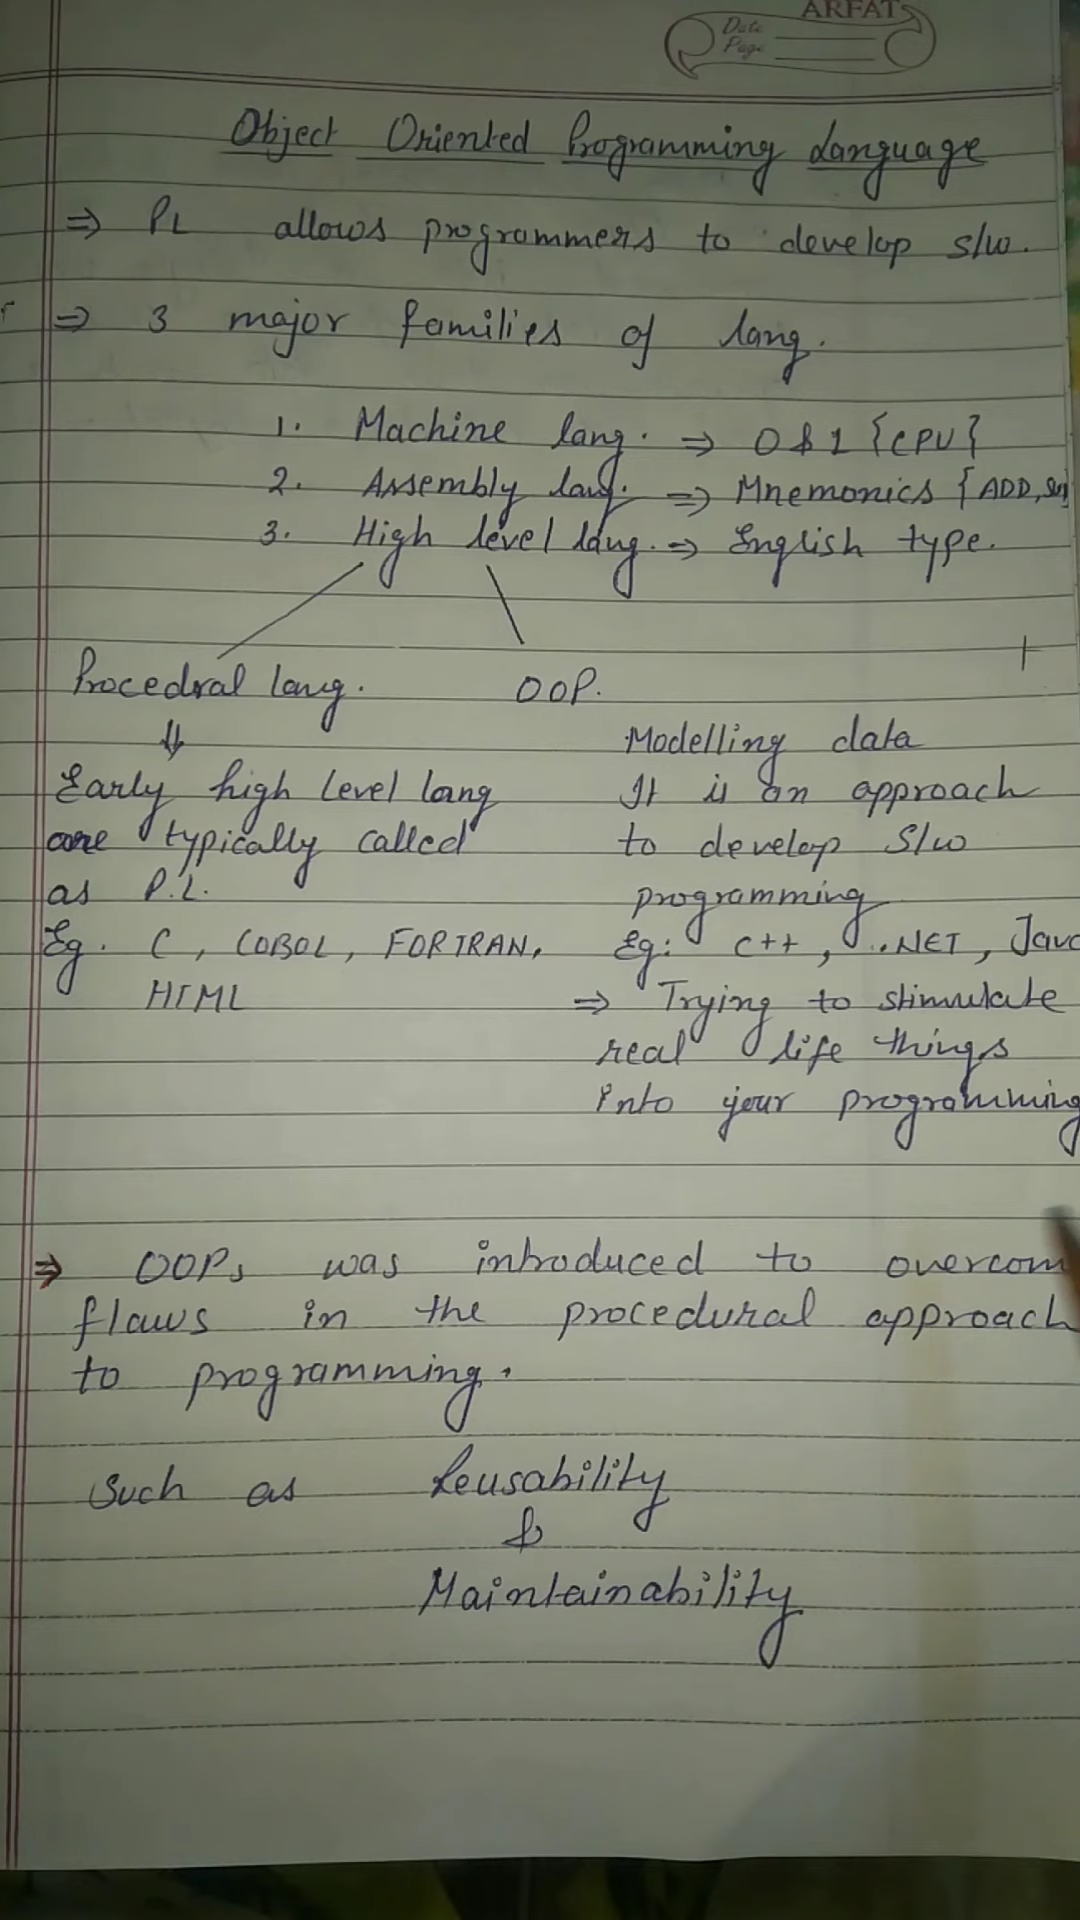 ARFAT
Date
Page
Object Oriented Programming Language
⇒ PL allows programmers to develop s/w.
⇒ 3 major families of lang.
1. Machine lang. ⇒ 0 & 1 {CPU}
2. Assembly lang. ⇒ Mnemonics {ADD,
3. High level lang. ⇒ English type.
Procedral lang. OOP.
⇓
Early high level lang
are typically called
as P.L.
Eg. C, COBOL, FORTRAN,
HTML
Modelling data
It is an approach
to develop S/w
programming
Eg: C++, .NET, Java
⇒ Trying to stimulate
real life things
into your programming
⇒ OOPs was introduced to overcom
flaws in the procedural approach
to programming.
Such as Reusability
&
Maintainability